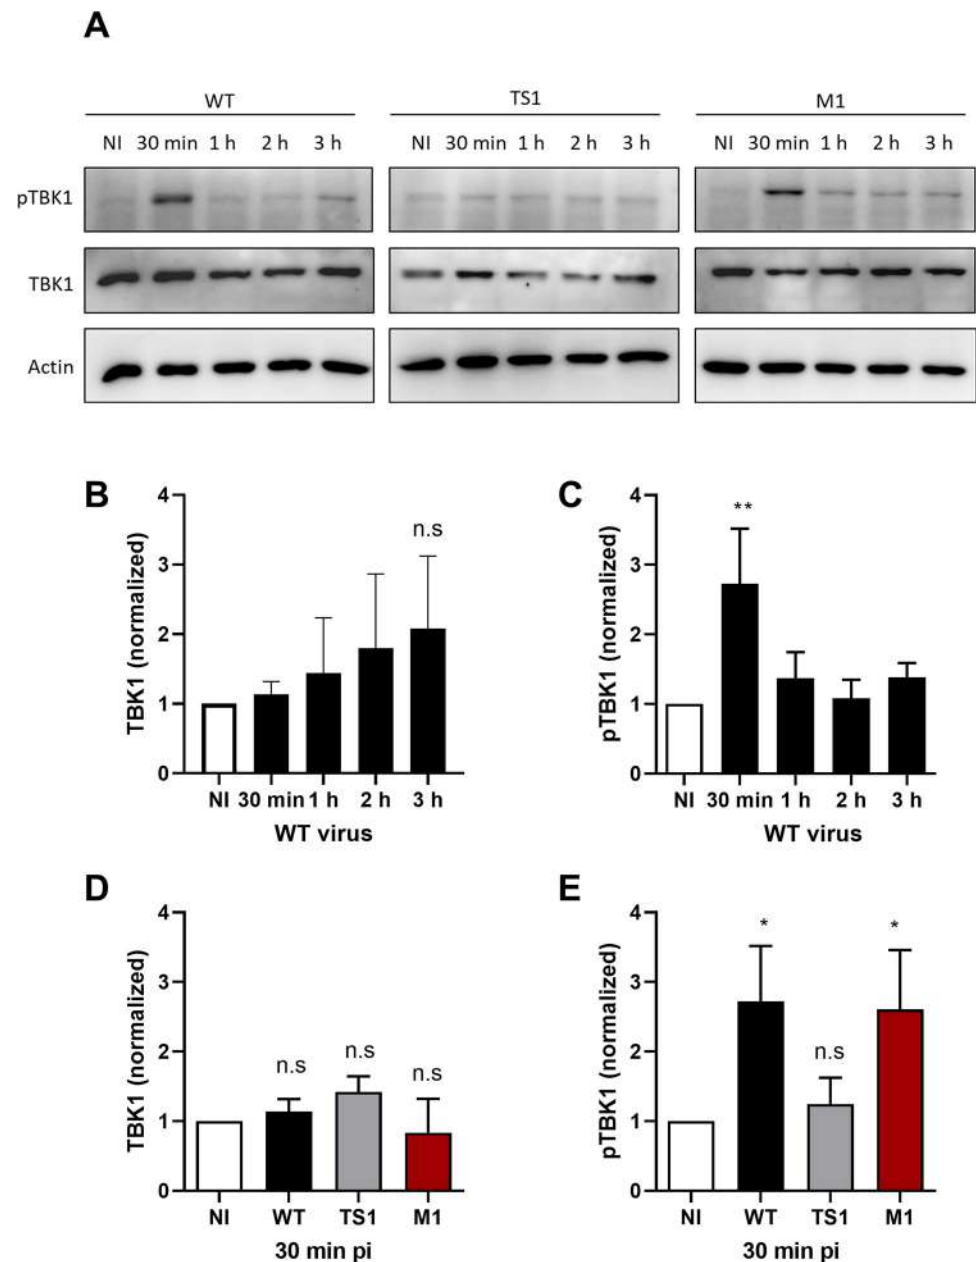 A
WT TS1 M1
NI 30 min 1 h 2 h 3 h NI 30 min 1 h 2 h 3 h NI 30 min 1 h 2 h 3 h
pTBK1
TBK1
Actin
B
TBK1 (normalized)
4
3
2
1
0
n.s
NI 30 min 1 h 2 h 3 h
WT virus
C
pTBK1 (normalized)
4
3
2
1
0
**
NI 30 min 1 h 2 h 3 h
WT virus
D
TBK1 (normalized)
4
3
2
1
0
n.s n.s n.s
NI WT TS1 M1
30 min pi
E
pTBK1 (normalized)
4
3
2
1
0
* n.s *
NI WT TS1 M1
30 min pi